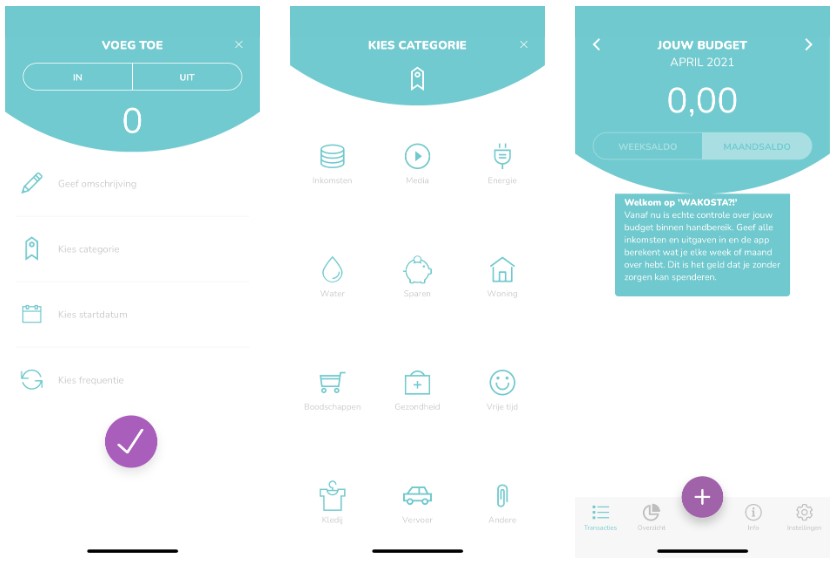 VOEG TOE
IN
UIT
0
Geef omschrijving
Kies categorie
Kies startdatum
Kies frequentie
KIES CATEGORIE
Inkomsten
Media
Energie
Water
Sparen
Woning
Boodschappen
Gezondheid
Vrije tijd
Kledij
Vervoer
Andere
JOUW BUDGET
APRIL 2021
0,00
WEEKSALDO
MAANDSALDO
Welkom op 'WAKOSTA?!'
Vanaf nu is echte controle over jouw
budget binnen handbereik. Geef alle
inkomsten en uitgaven in en de app
berekent wat je elke week of maand
over hebt. Dit is het geld dat je zonder
zorgen kan spenderen.
Transacties
Overzicht
Info
Instellingen